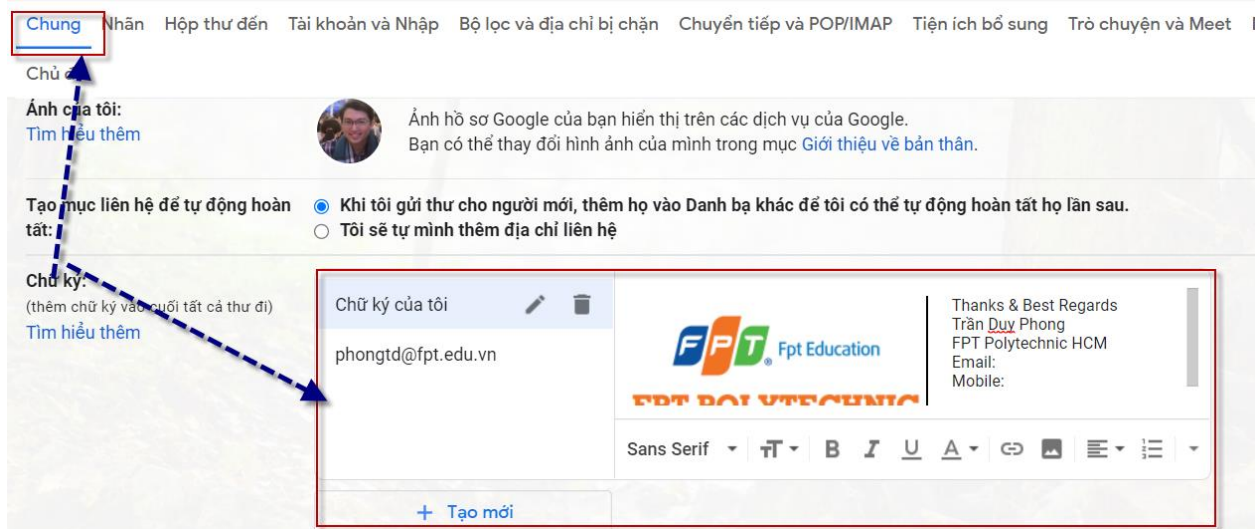 Chung Nhãn Hộp thư đến Tài khoản và Nhập Bộ lọc và địa chỉ bị chặn Chuyển tiếp và POP/IMAP Tiện ích bổ sung Trò chuyện và Meet
Chủ
Ảnh của tôi:
Tìm hiểu thêm
Ảnh hồ sơ Google của bạn hiển thị trên các dịch vụ của Google.
Bạn có thể thay đổi hình ảnh của mình trong mục Giới thiệu về bản thân.
Tạo mục liên hệ để tự động hoàn
tất:
Khi tôi gửi thư cho người mới, thêm họ vào Danh bạ khác để tôi có thể tự động hoàn tất họ lần sau.
Tôi sẽ tự mình thêm địa chỉ liên hệ
Chữ ký:
(thêm chữ ký vào cuối tất cả thư đi)
Tìm hiểu thêm
Chữ ký của tôi
phongtd@fpt.edu.vn
FPT Fpt Education
FPT POLYTECHNIC
Thanks & Best Regards
Trần Duy Phong
FPT Polytechnic HCM
Email:
Mobile:
Sans Serif
+ Tạo mới